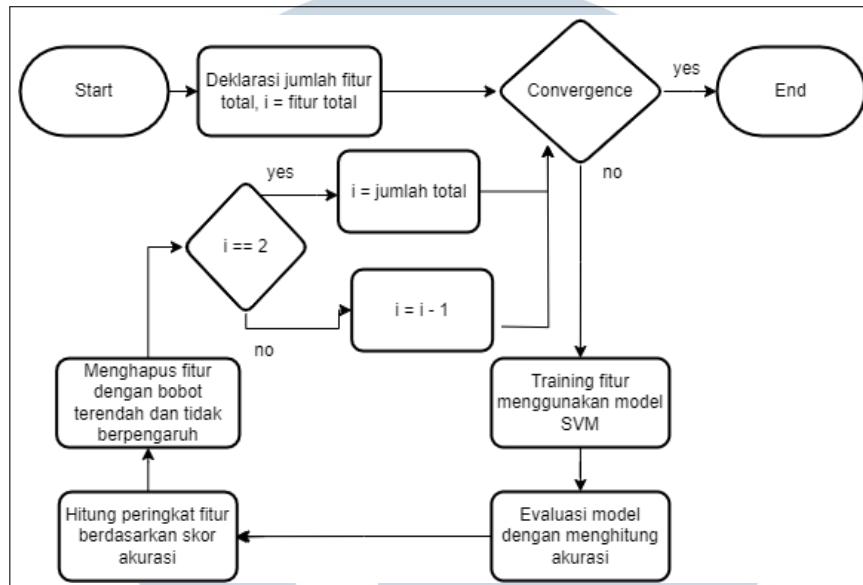 Start
Deklarasi jumlah fitur
total, i = fitur total
Convergence
yes
End
no
yes
i = jumlah total
i == 2
no
i = i - 1
Menghapus fitur
dengan bobot
terendah dan tidak
berpengaruh
Training fitur
menggunakan model
SVM
Hitung peringkat fitur
berdasarkan skor
akurasi
Evaluasi model
dengan menghitung
akurasi